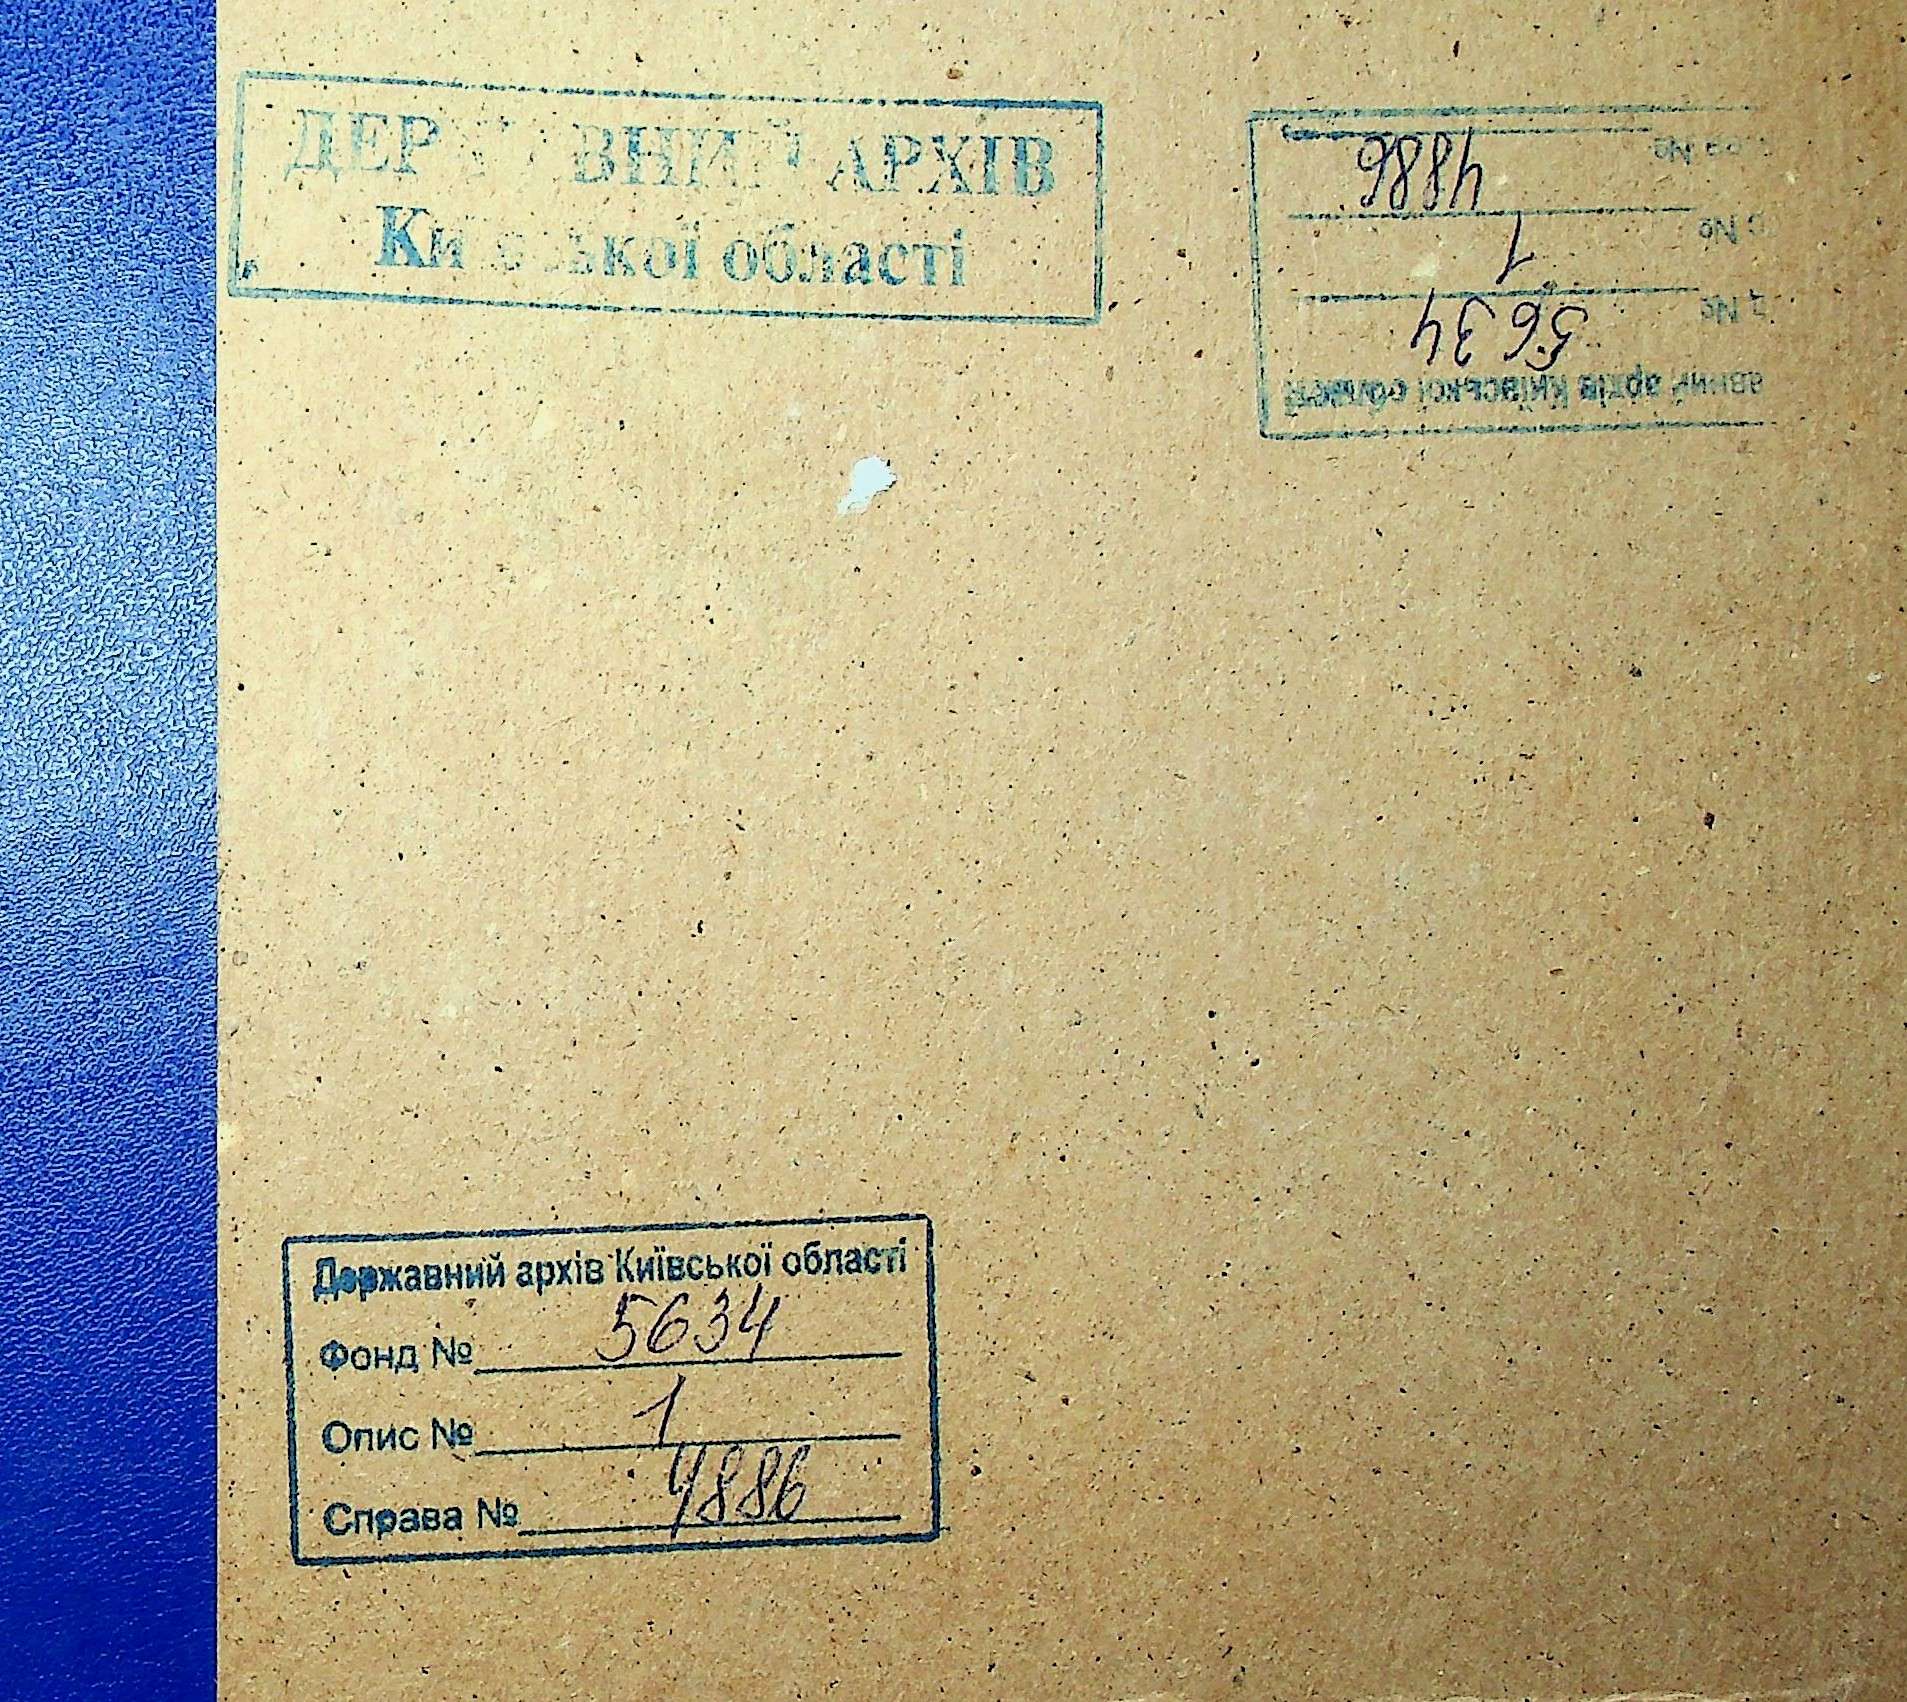 ДЕР ВНИЙ АРХІВ
Ки ської області
5634
1
4886
Державний архів Київської області
Фонд № 5634
Опис № 1
Справа № 4886